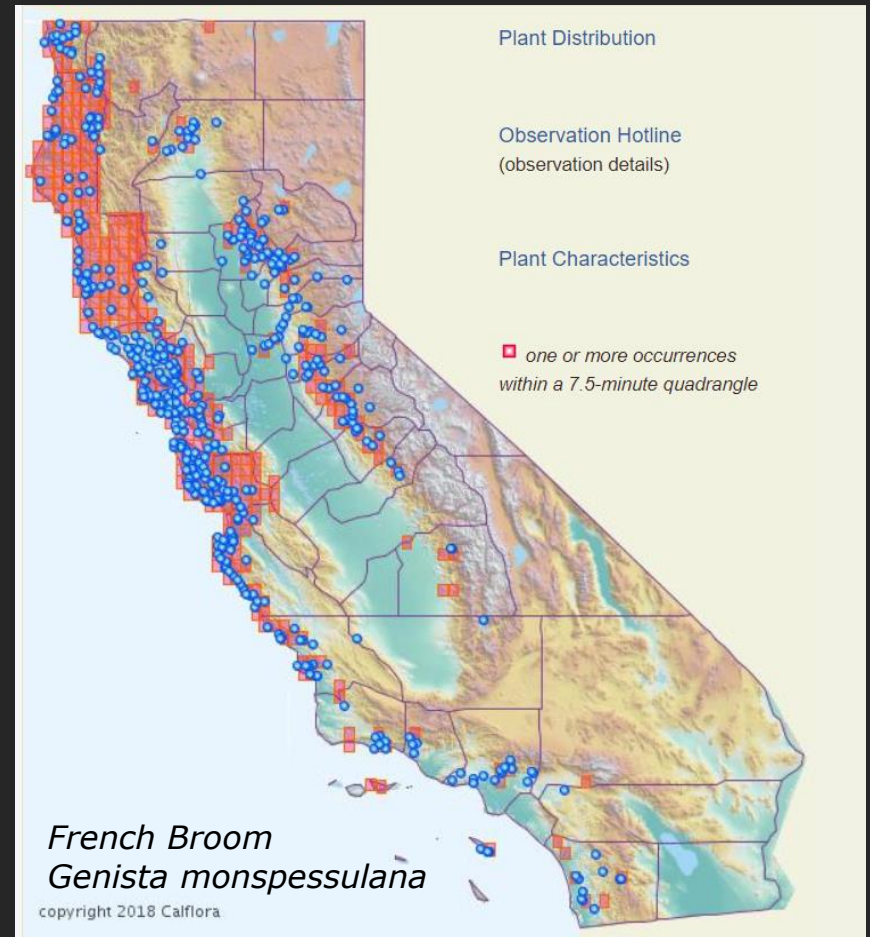 Plant Distribution
Observation Hotline
(observation details)
Plant Characteristics
one or more occurrences
within a 7.5-minute quadrangle
French Broom
Genista monspessulana
copyright 2018 Calflora